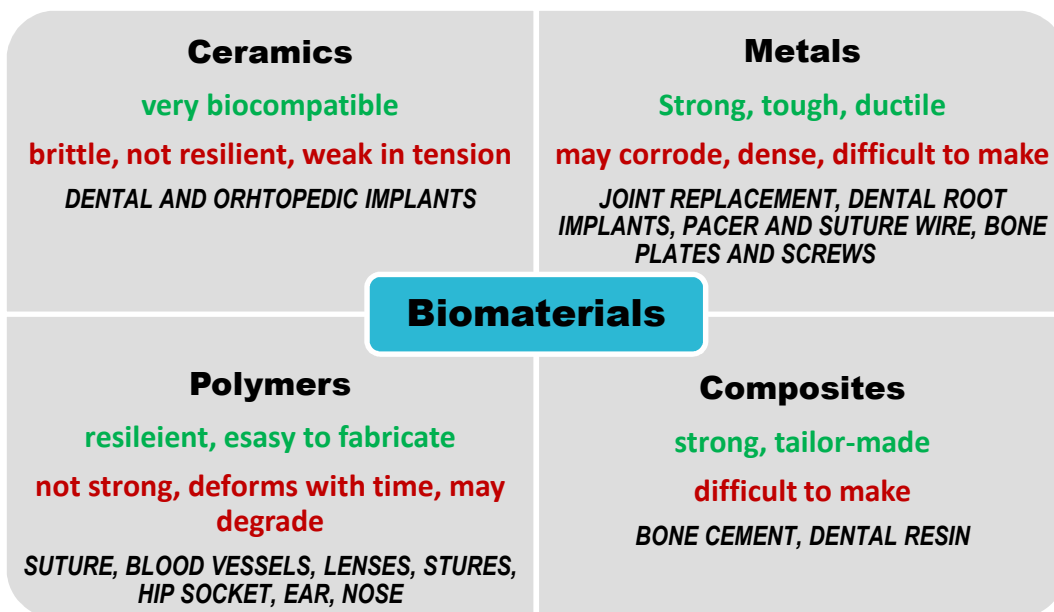 Ceramics
very biocompatible
brittle, not resilient, weak in tension
DENTAL AND ORHTOPEDIC IMPLANTS
Metals
Strong, tough, ductile
may corrode, dense, difficult to make
JOINT REPLACEMENT, DENTAL ROOT
IMPLANTS, PACER AND SUTURE WIRE, BONE
PLATES AND SCREWS
Biomaterials
Polymers
resileient, esasy to fabricate
not strong, deforms with time, may
degrade
SUTURE, BLOOD VESSELS, LENSES, STURES,
HIP SOCKET, EAR, NOSE
Composites
strong, tailor-made
difficult to make
BONE CEMENT, DENTAL RESIN